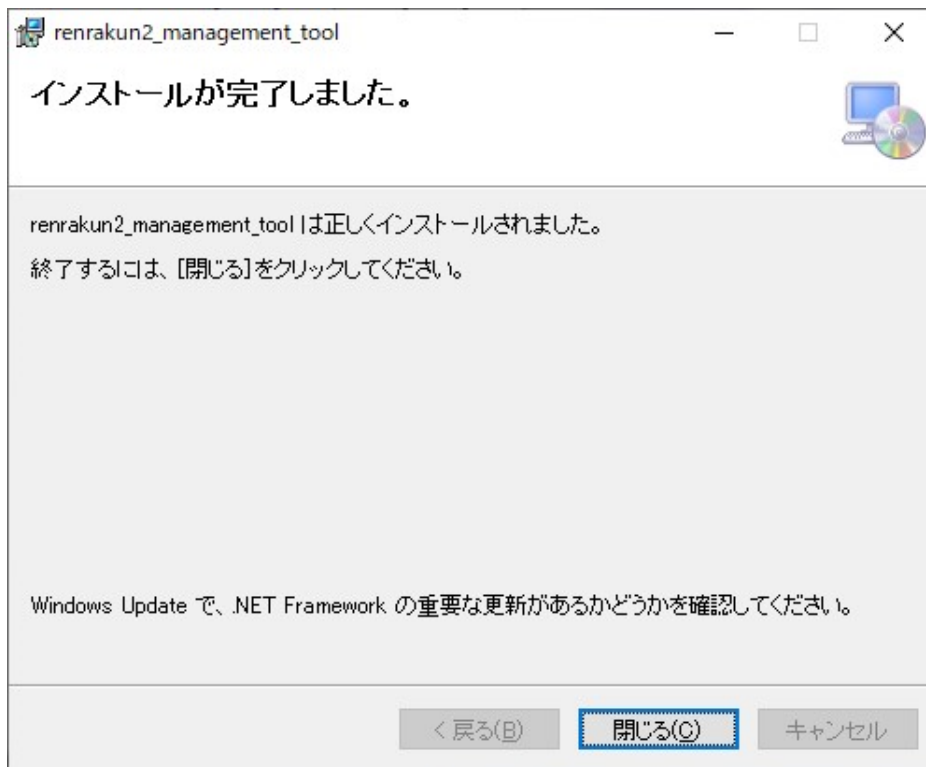 renrakun2_management_tool
インストールが完了しました。
renrakun2_management_tool は正しくインストールされました。
終了するには、[閉じる]をクリックしてください。
Windows Update で、.NET Framework の重要な更新があるかどうかを確認してください。
< 戻る(B)
閉じる(C)
キャンセル